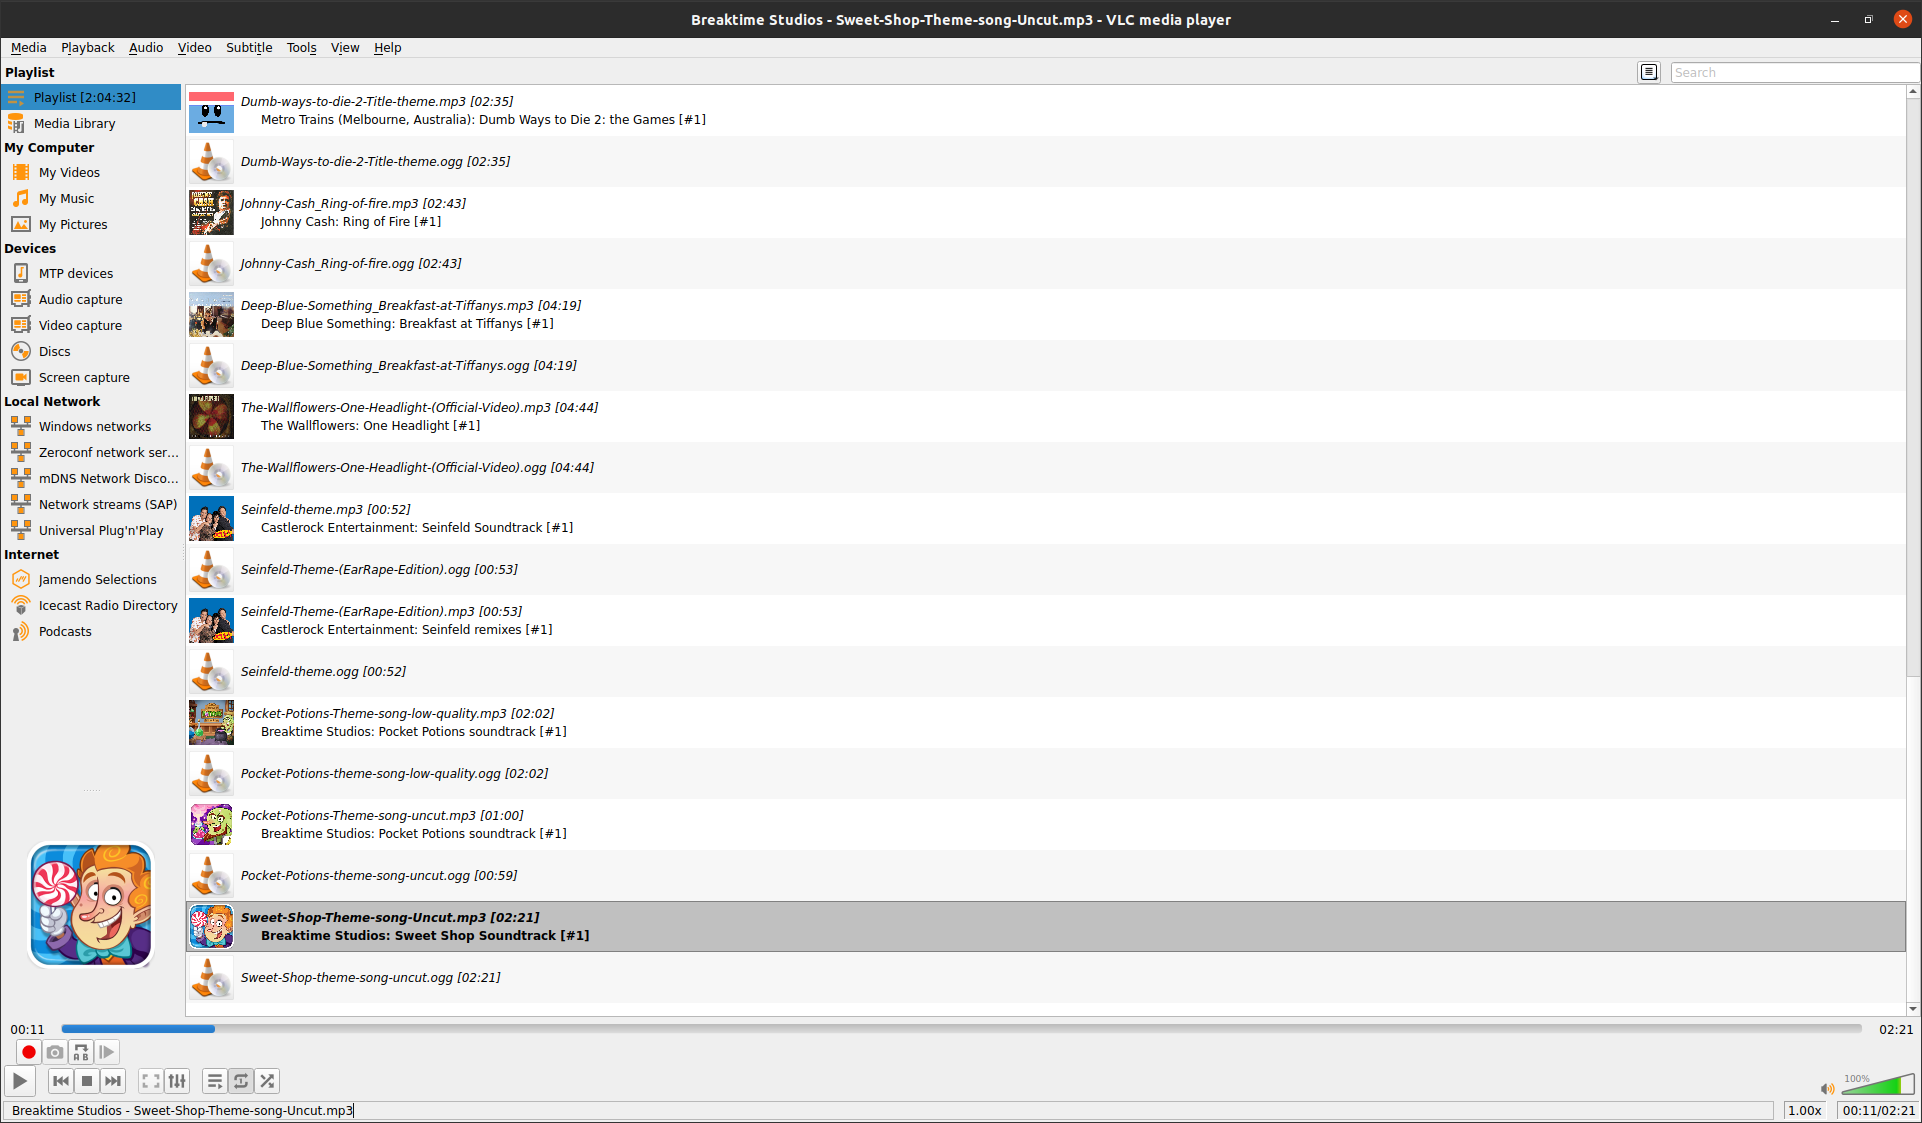 Breaktime Studios - Sweet-Shop-Theme-song-Uncut.mp3 - VLC media player
Media Playback Audio Video Subtitle Tools View Help
Playlist
Search
Playlist [2:04:32]
Media Library
My Computer
My Videos
My Music
My Pictures
Devices
MTP devices
Audio capture
Video capture
Discs
Screen capture
Local Network
Windows networks
Zeroconf network ser...
mDNS Network Disco...
Network streams (SAP)
Universal Plug'n'Play
Internet
Jamendo Selections
Icecast Radio Directory
Podcasts
Dumb-ways-to-die-2-Title-theme.mp3 [02:35]
Metro Trains (Melbourne, Australia): Dumb Ways to Die 2: the Games [#1]
Dumb-Ways-to-die-2-Title-theme.ogg [02:35]
Johnny-Cash_Ring-of-fire.mp3 [02:43]
Johnny Cash: Ring of Fire [#1]
Johnny-Cash_Ring-of-fire.ogg [02:43]
Deep-Blue-Something_Breakfast-at-Tiffanys.mp3 [04:19]
Deep Blue Something: Breakfast at Tiffanys [#1]
Deep-Blue-Something_Breakfast-at-Tiffanys.ogg [04:19]
The-Wallflowers-One-Headlight-(Official-Video).mp3 [04:44]
The Wallflowers: One Headlight [#1]
The-Wallflowers-One-Headlight-(Official-Video).ogg [04:44]
Seinfeld-theme.mp3 [00:52]
Castlerock Entertainment: Seinfeld Soundtrack [#1]
Seinfeld-Theme-(EarRape-Edition).ogg [00:53]
Seinfeld-Theme-(EarRape-Edition).mp3 [00:53]
Castlerock Entertainment: Seinfeld remixes [#1]
Seinfeld-theme.ogg [00:52]
Pocket-Potions-Theme-song-low-quality.mp3 [02:02]
Breaktime Studios: Pocket Potions soundtrack [#1]
Pocket-Potions-theme-song-low-quality.ogg [02:02]
Pocket-Potions-Theme-song-uncut.mp3 [01:00]
Breaktime Studios: Pocket Potions soundtrack [#1]
Pocket-Potions-theme-song-uncut.ogg [00:59]
Sweet-Shop-Theme-song-Uncut.mp3 [02:21]
Breaktime Studios: Sweet Shop Soundtrack [#1]
Sweet-Shop-theme-song-uncut.ogg [02:21]
00:11
02:21
A B
100%
Breaktime Studios - Sweet-Shop-Theme-song-Uncut.mp3
1.00x
00:11/02:21